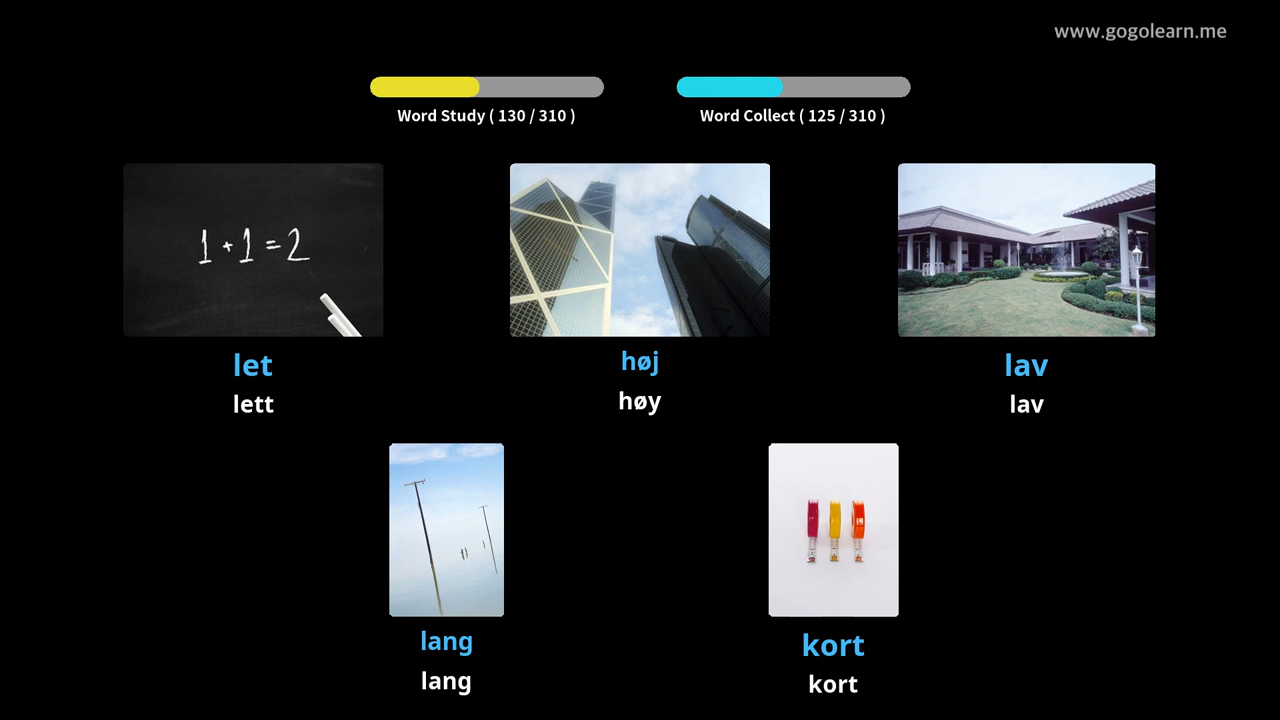 www.gogolearn.me
Word Study ( 130 / 310 )
Word Collect ( 125 / 310 )
1 + 1 = 2
let
lett
høj
høy
lav
lav
lang
lang
kort
kort